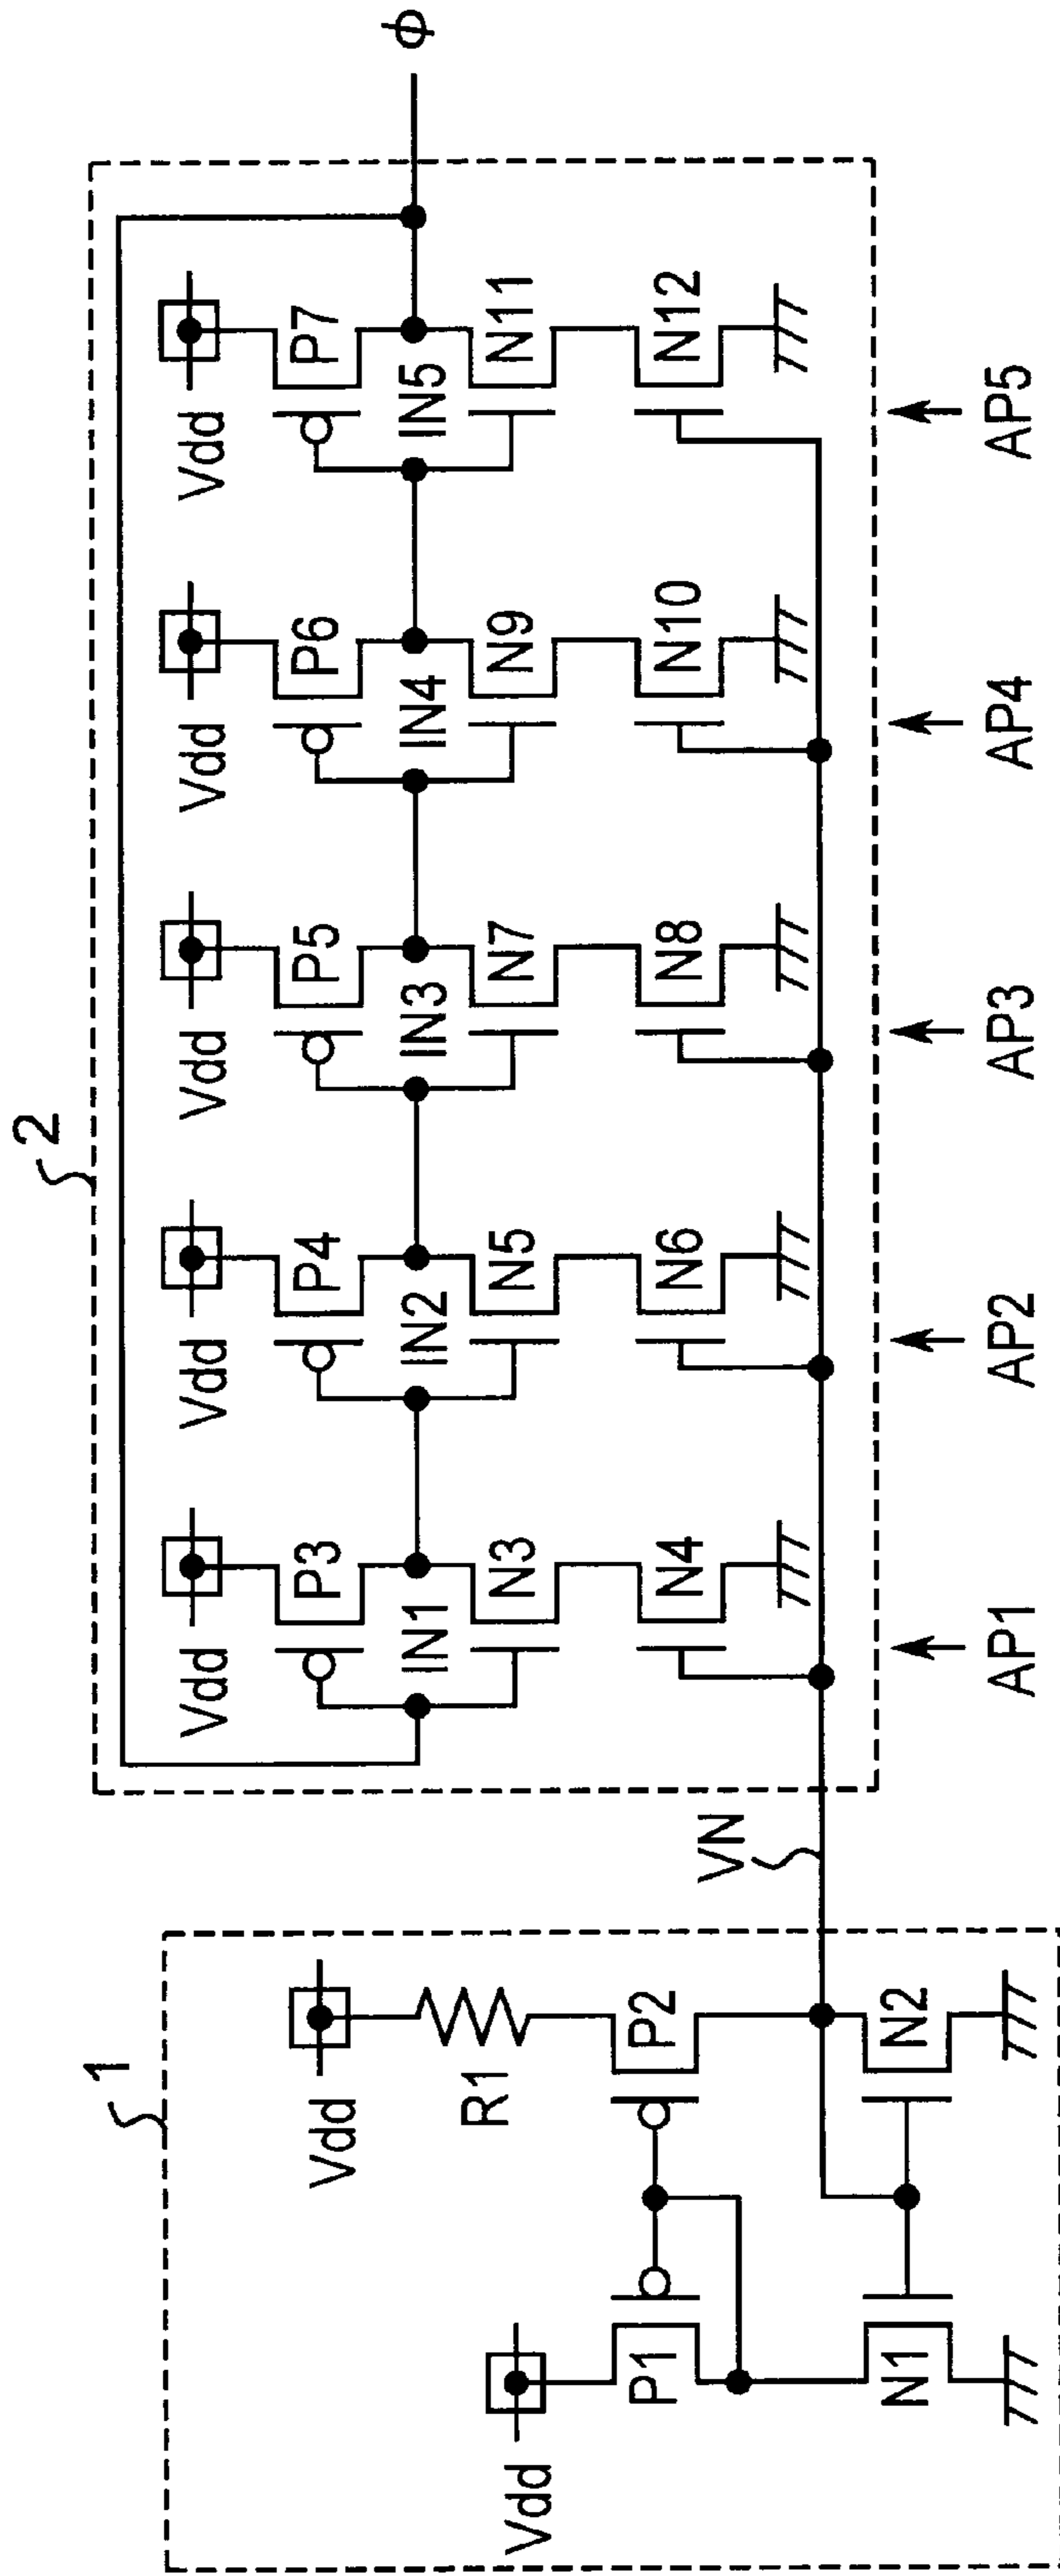 1
Vdd
Vdd
R1
P1
P2
N1
N2
VN
2
Vdd
Vdd
Vdd
Vdd
Vdd
P3
P4
P5
P6
P7
IN1
IN2
IN3
IN4
IN5
ϕ
N3
N5
N7
N9
N11
N4
N6
N8
N10
N12
AP1
AP2
AP3
AP4
AP5